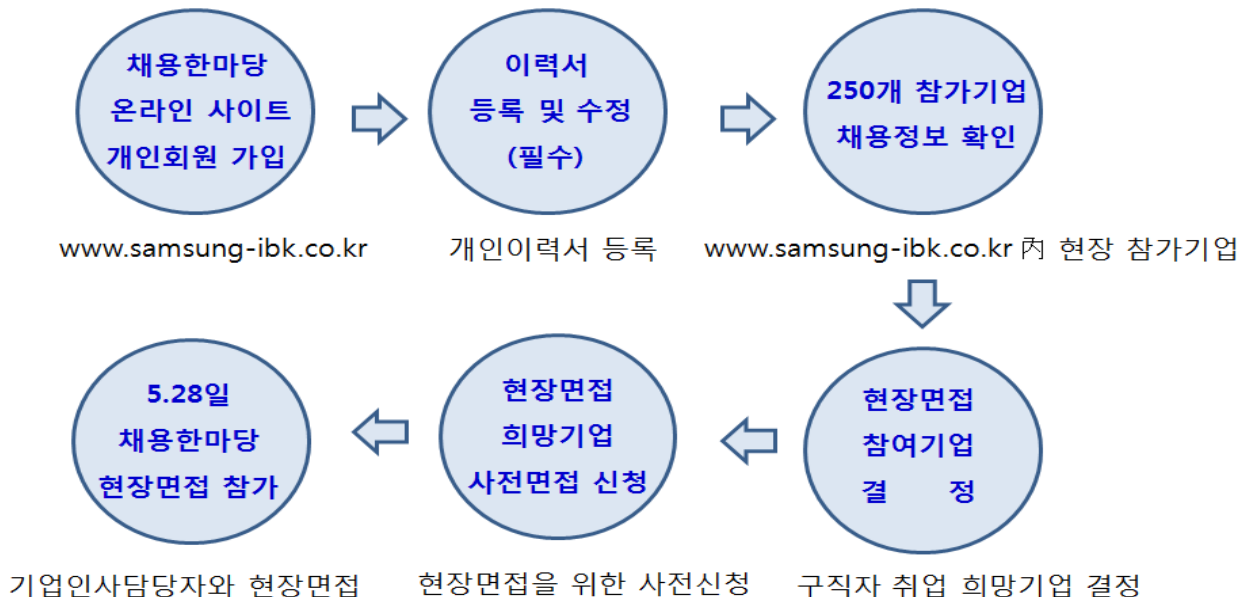 채용한마당
온라인 사이트
개인회원 가입
www.samsung-ibk.co.kr
이력서
등록 및 수정
(필수)
개인이력서 등록
250개 참가기업
채용정보 확인
www.samsung-ibk.co.kr 內 현장 참가기업
현장면접
참여기업
결 정
구직자 취업 희망기업 결정
현장면접
희망기업
사전면접 신청
현장면접을 위한 사전신청
5.28일
채용한마당
현장면접 참가
기업인사담당자와 현장면접